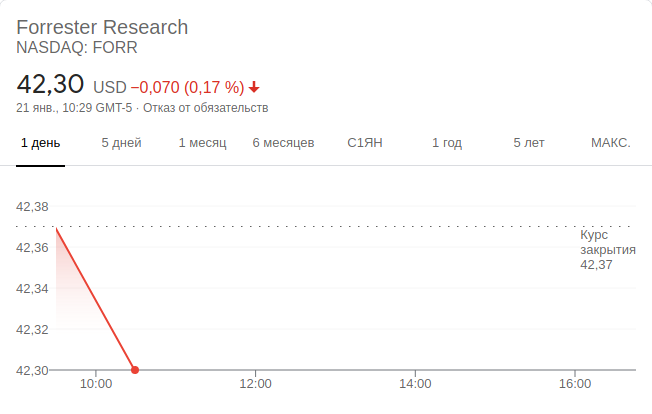 Forrester Research
NASDAQ: FORR
42,30 USD −0,070 (0,17 %)
21 янв., 10:29 GMT-5 · Отказ от обязательств
1 день 5 дней 1 месяц 6 месяцев С1ЯН 1 год 5 лет МАКС.
42,38
Курс
закрытия
42,37
42,36
42,34
42,32
42,30
10:00 12:00 14:00 16:00